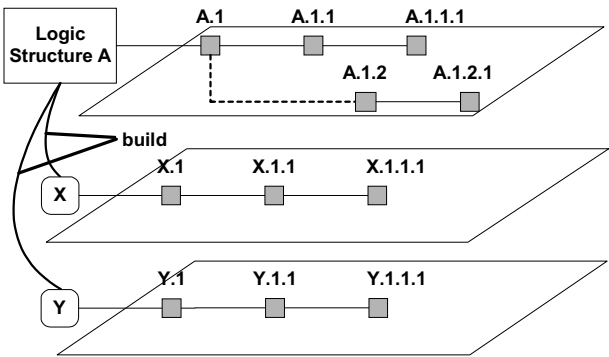 Logic
Structure A
A.1 A.1.1 A.1.1.1
A.1.2 A.1.2.1
build
X X.1 X.1.1 X.1.1.1
Y Y.1 Y.1.1 Y.1.1.1